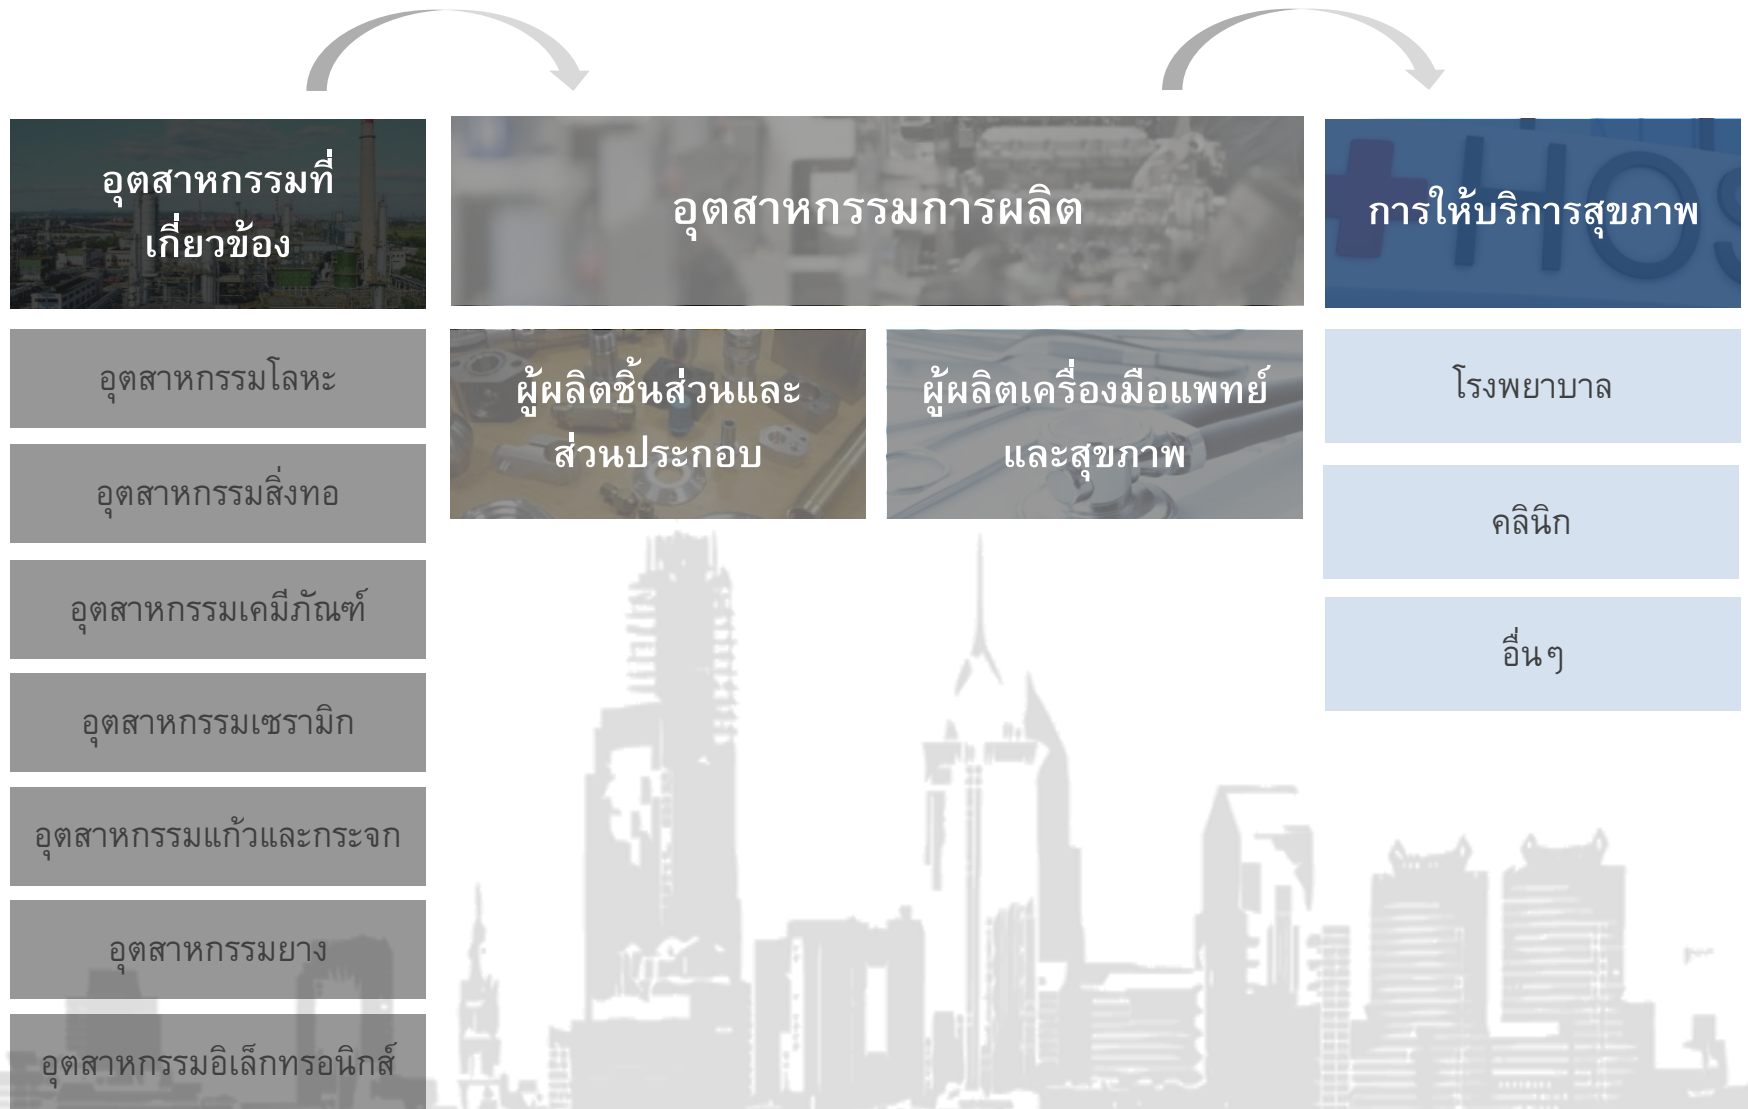 อุตสาหกรรมที่
เกี่ยวข้อง
อุตสาหกรรมโลหะ
อุตสาหกรรมสิ่งทอ
อุตสาหกรรมเคมีภัณฑ์
อุตสาหกรรมเซรามิก
อุตสาหกรรมแก้วและกระจก
อุตสาหกรรมยาง
อุตสาหกรรมอิเล็กทรอนิกส์
อุตสาหกรรมการผลิต
ผู้ผลิตชิ้นส่วนและ
ส่วนประกอบ
ผู้ผลิตเครื่องมือแพทย์
และสุขภาพ
HOS
การให้บริการสุขภาพ
โรงพยาบาล
คลินิก
อื่นๆ